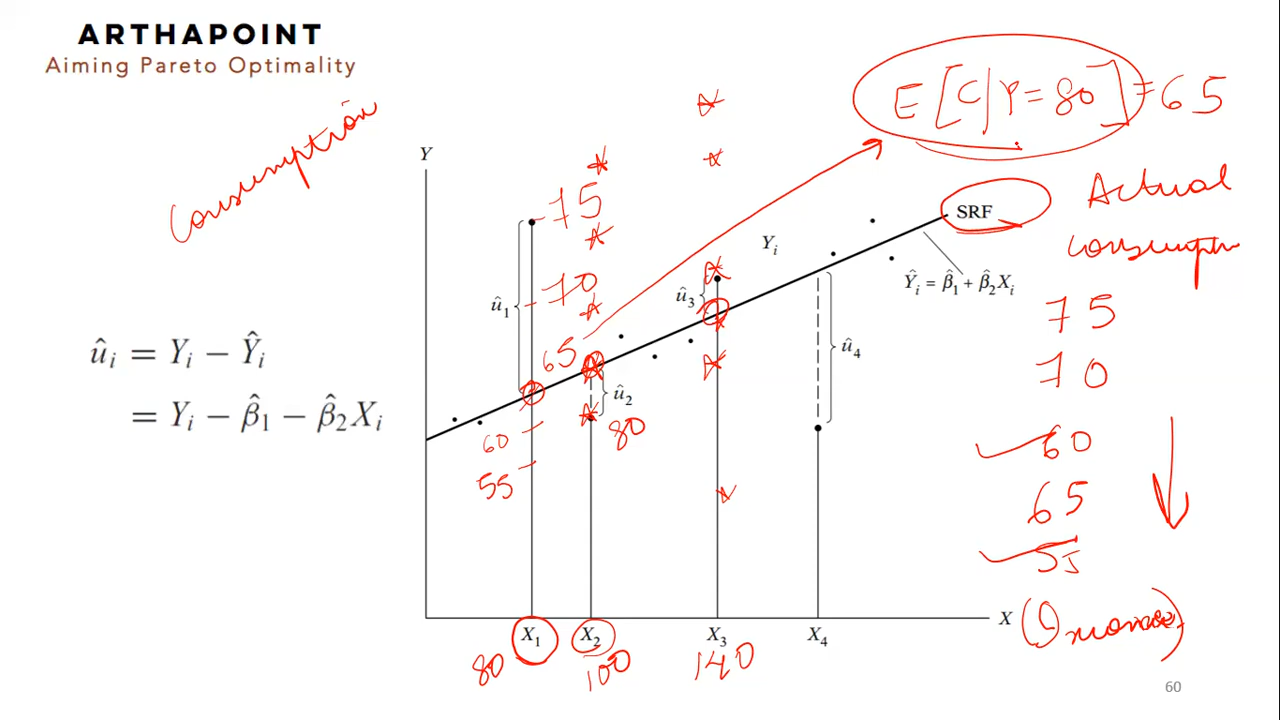 ARTHAPOINT
Aiming Pareto Optimality
Consumption
E[C|Y=80]=65
Y
75
SRF
Actual
Yᵢ
70
û₁
û₃
Ŷᵢ = β̂₁ + β̂₂Xᵢ
75
65
û₄
70
ûᵢ = Yᵢ − Ŷᵢ
û₂
= Yᵢ − β̂₁ − β̂₂Xᵢ
60
80
60
55
65
55
X
X₁
X₂
X₃
X₄
80
100
140
60